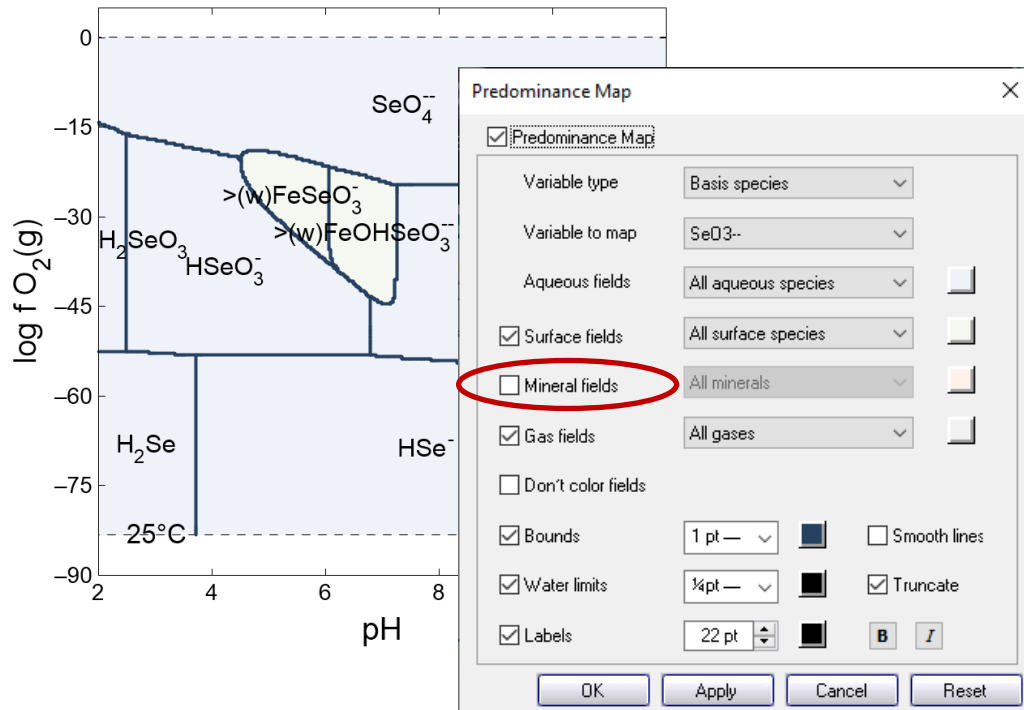 0
−15
−30
−45
−60
−75
−90
log f O₂(g)
2
4
6
8
pH
SeO₄⁻⁻
>(w)FeSeO₃⁻
>(w)FeOHSeO₃⁻⁻
H₂SeO₃
HSeO₃⁻
H₂Se
HSe⁻
25°C
Predominance Map
Predominance Map
Variable type Basis species
Variable to map SeO3--
Aqueous fields All aqueous species
Surface fields All surface species
Mineral fields All minerals
Gas fields All gases
Don't color fields
Bounds 1 pt — Smooth lines
Water limits ¼pt — Truncate
Labels 22 pt B I
OK Apply Cancel Reset